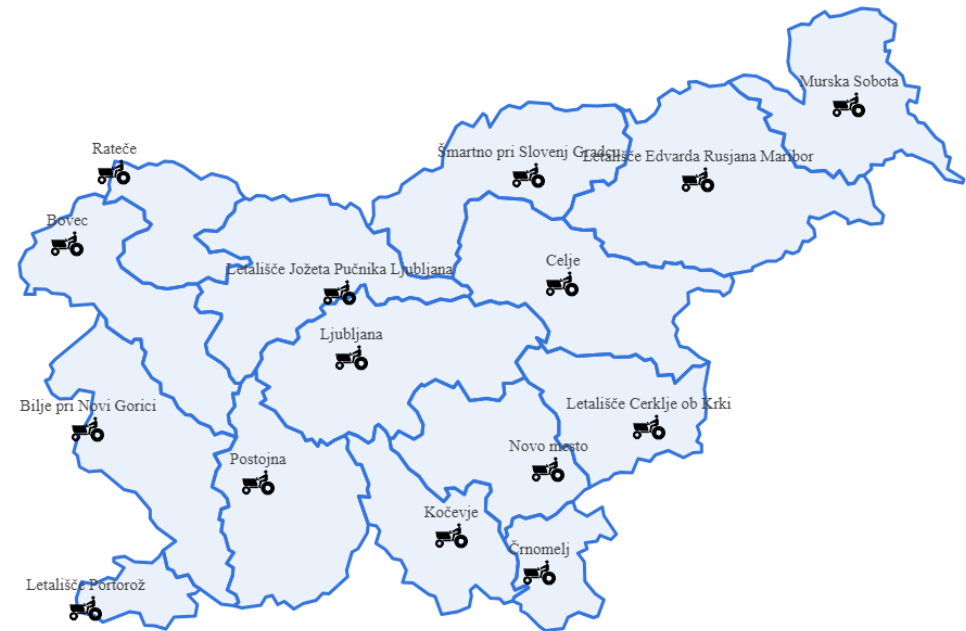 Murska Sobota
Rateče
Šmartno pri Slovenj Gradcu
Letališče Edvarda Rusjana Maribor
Bovec
Letališče Jožeta Pučnika Ljubljana
Celje
Ljubljana
Bilje pri Novi Gorici
Letališče Cerklje ob Krki
Novo mesto
Postojna
Kočevje
Črnomelj
Letališče Portorož